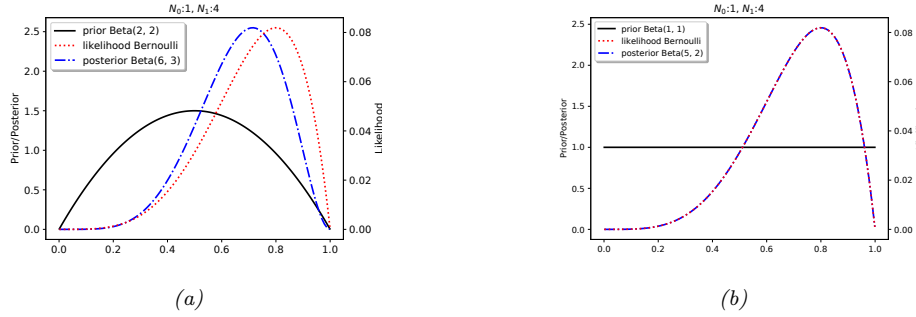 N₀:1, N₁:4
prior Beta(2, 2)
likelihood Bernoulli
posterior Beta(6, 3)
Prior/Posterior
2.5
2.0
1.5
1.0
0.5
0.0
0.08
0.06
0.04
0.02
0.00
Likelihood
0.0 0.2 0.4 0.6 0.8 1.0
(a)
N₀:1, N₁:4
prior Beta(1, 1)
likelihood Bernoulli
posterior Beta(5, 2)
Prior/Posterior
2.5
2.0
1.5
1.0
0.5
0.0
0.08
0.06
0.04
0.02
0.00
0.0 0.2 0.4 0.6 0.8 1.0
(b)